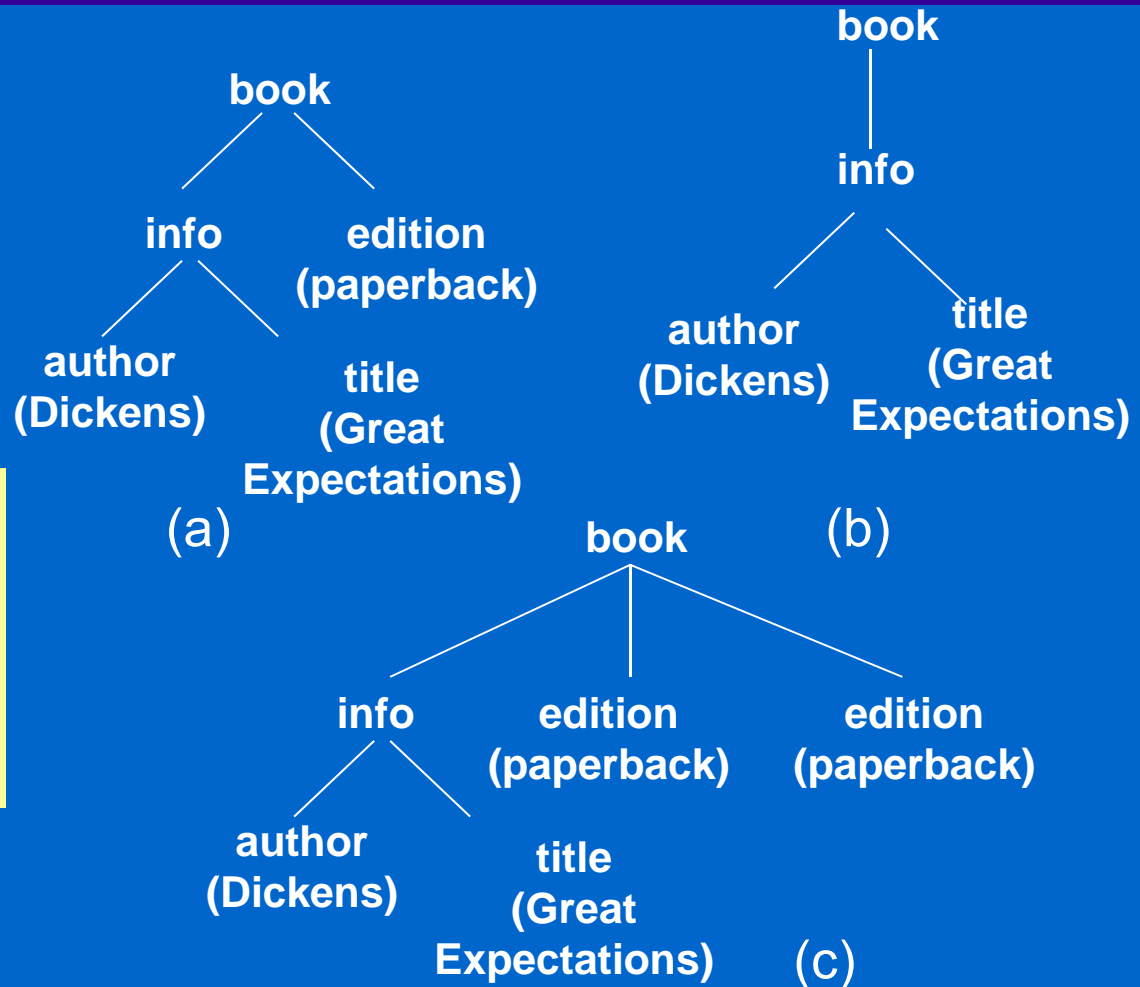 book
info
edition
(paperback)
author
(Dickens)
title
(Great
Expectations)
(a)
book
info
author
(Dickens)
title
(Great
Expectations)
(b)
book
info
edition
(paperback)
edition
(paperback)
author
(Dickens)
title
(Great
Expectations)
(c)